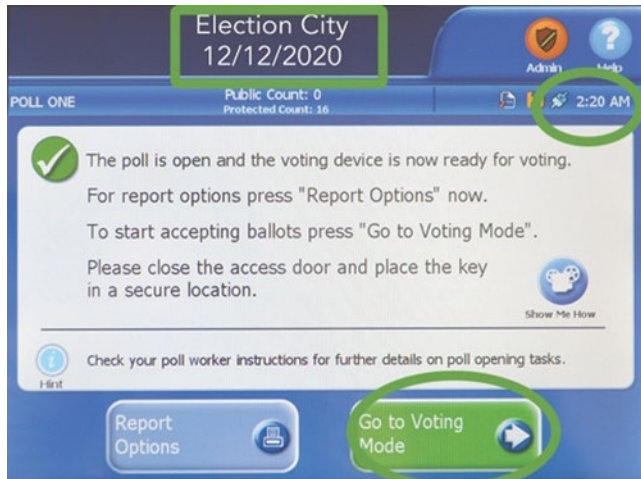 Election City
12/12/2020
Admin
Help
POLL ONE
Public Count: 0
Protected Count: 16
2:20 AM
The poll is open and the voting device is now ready for voting.
For report options press "Report Options" now.
To start accepting ballots press "Go to Voting Mode".
Please close the access door and place the key
in a secure location.
Show Me How
Hint
Check your poll worker instructions for further details on poll opening tasks.
Report
Options
Go to Voting
Mode